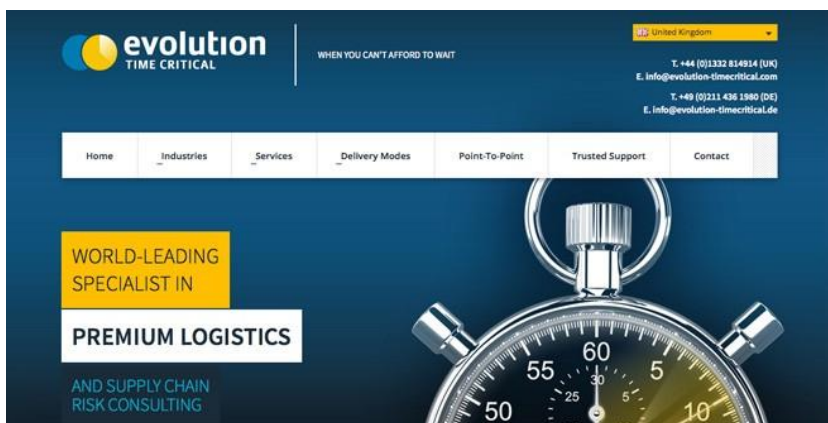 evolution
TIME CRITICAL
WHEN YOU CAN'T AFFORD TO WAIT
United Kingdom
T. +44 (0)1332 814914 (UK)
E. info@evolution-timecritical.com
T. +49 (0)211 436 1980 (DE)
E. info@evolution-timecritical.de
Home Industries Services Delivery Modes Point-To-Point Trusted Support Contact
WORLD-LEADING
SPECIALIST IN
PREMIUM LOGISTICS
AND SUPPLY CHAIN
RISK CONSULTING
60
55 5
30
25 5
50 10